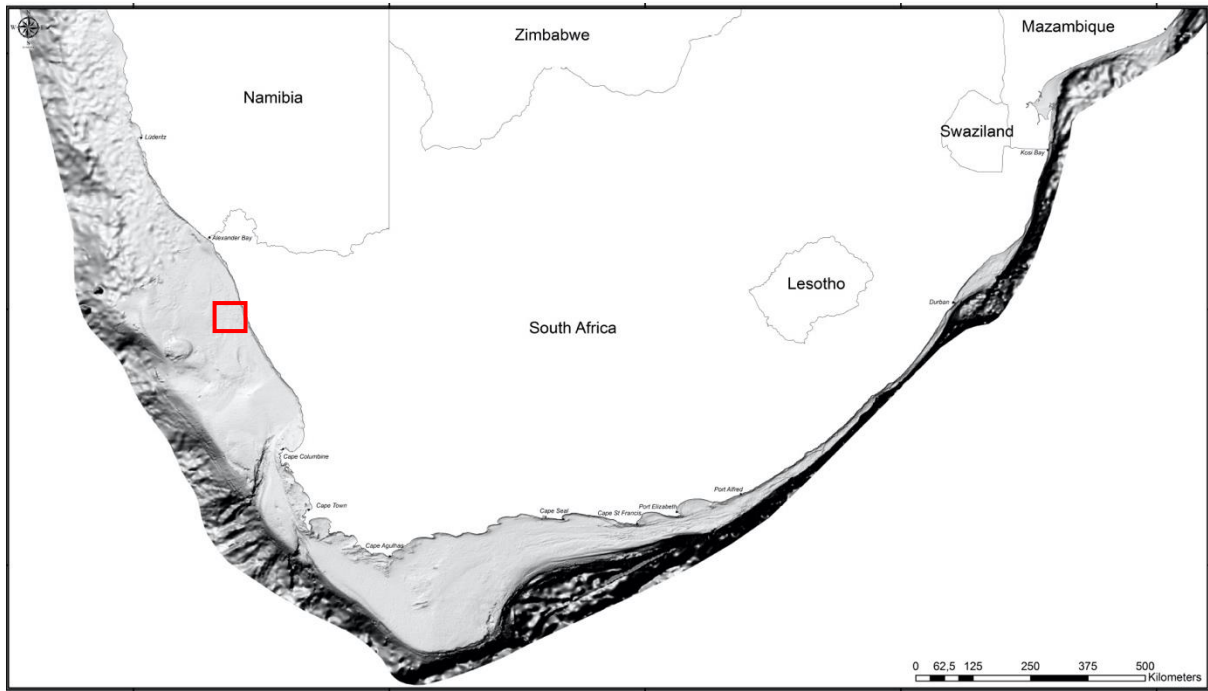 Mazambique
Zimbabwe
Namibia
Swaziland
Lüderitz
Kosi Bay
Alexander Bay
Lesotho
Durban
South Africa
Cape Columbine
Port Alfred
Cape Town
Cape Seal
Port Elizabeth
Cape St Francis
Cape Agulhas
0 62,5 125 250 375 500
Kilometers